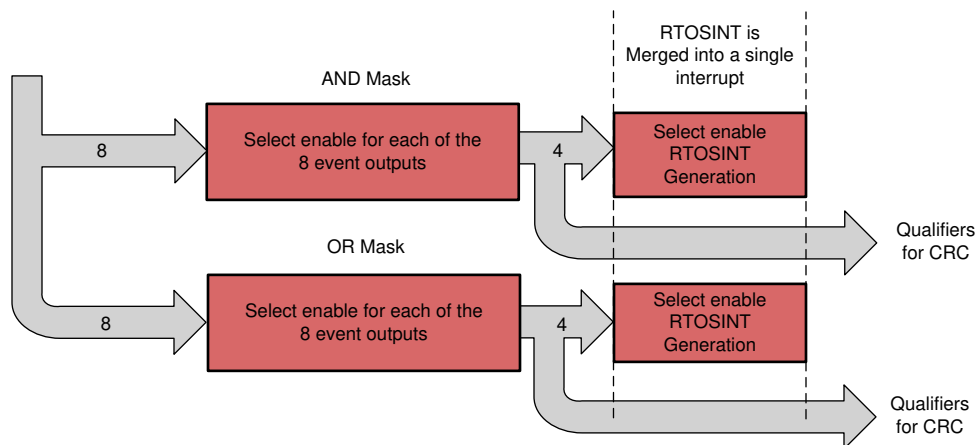 RTOSINT is
Merged into a single
interrupt
AND Mask
8
Select enable for each of the
8 event outputs
4
Select enable
RTOSINT
Generation
Qualifiers
for CRC
OR Mask
8
Select enable for each of the
8 event outputs
4
Select enable
RTOSINT
Generation
Qualifiers
for CRC